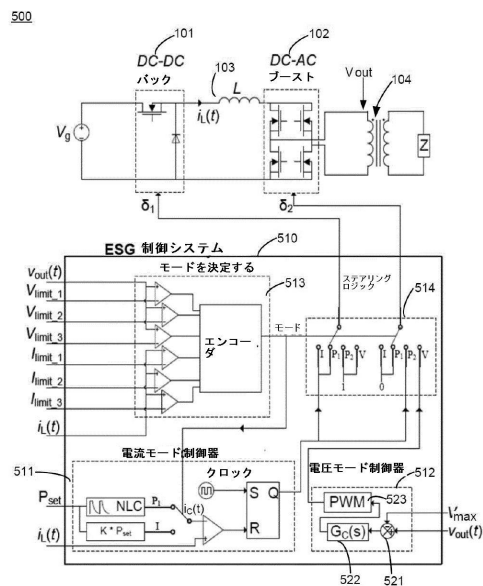 500
101
102
DC-DC
DC-AC
バック
103
ブースト
Vout
104
L
iL(t)
Vg
Z
δ1
δ2
510
ESG 制御システム
モードを決定する
513
ステアリング
ロジック
514
vout(t)
Vlimit_1
Vlimit_2
Vlimit_3
Ilimit_1
Ilimit_2
Ilimit_3
iL(t)
エンコー.
ダ
モード
I P1 P2 V
I P1 P2 V
1
0
電流モード制御器
511
クロック
電圧モード制御器
512
Pset
NLC
P1
iC(t)
S Q
R
K* Pset
I
iL(t)
PWM
523
Vmax
GC(s)
vout(t)
522
521